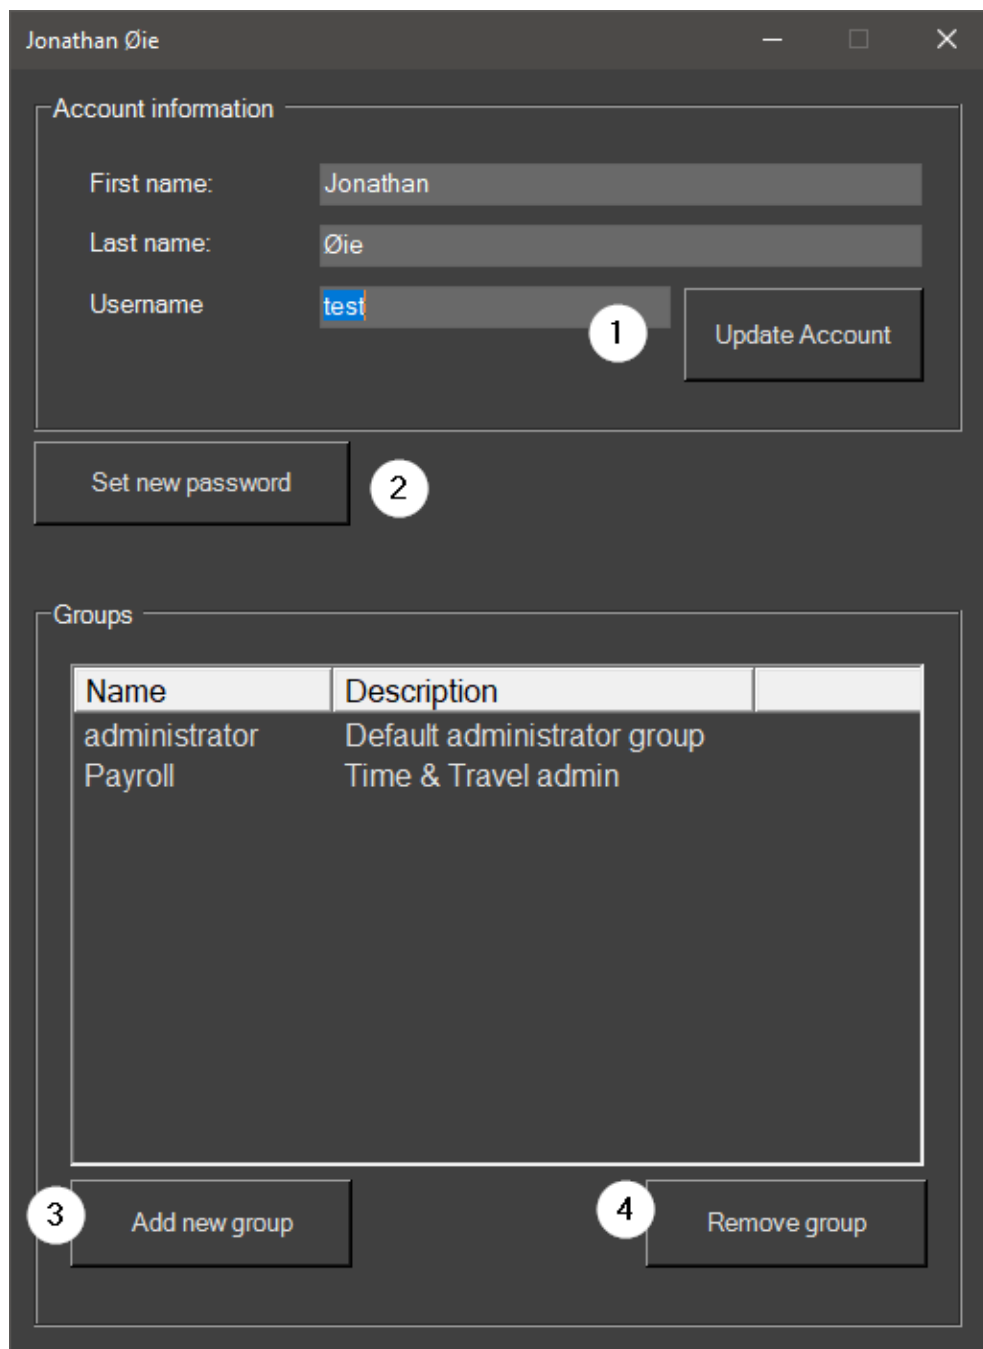 Jonathan Øie
Account information
First name: Jonathan
Last name: Øie
Username test
1 Update Account
Set new password 2
Groups
Name Description
administrator Default administrator group
Payroll Time & Travel admin
3 Add new group 4 Remove group